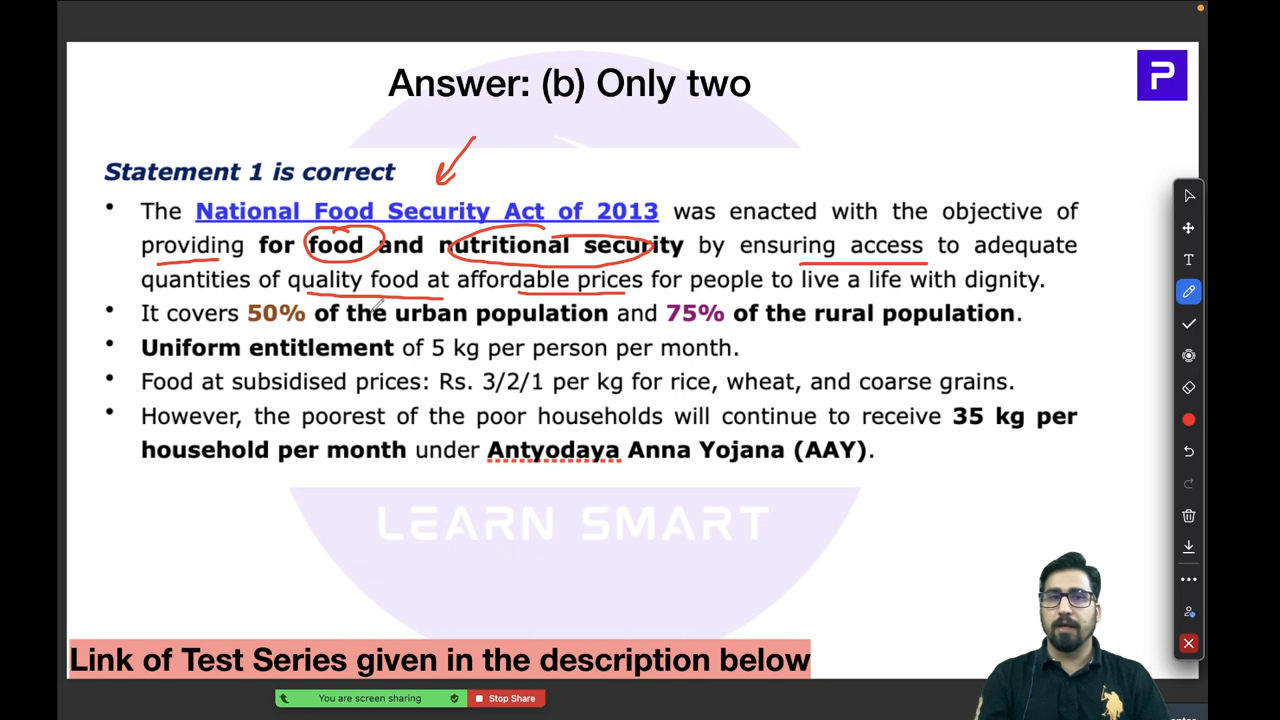 Answer: (b) Only two
P
Statement 1 is correct
• The National Food Security Act of 2013 was enacted with the objective of
providing for food and nutritional security by ensuring access to adequate
quantities of quality food at affordable prices for people to live a life with dignity.
• It covers 50% of the urban population and 75% of the rural population.
• Uniform entitlement of 5 kg per person per month.
• Food at subsidised prices: Rs. 3/2/1 per kg for rice, wheat, and coarse grains.
• However, the poorest of the poor households will continue to receive 35 kg per
household per month under Antyodaya Anna Yojana (AAY).
LEARN SMART
Link of Test Series given in the description below
You are screen sharing
Stop Share
T